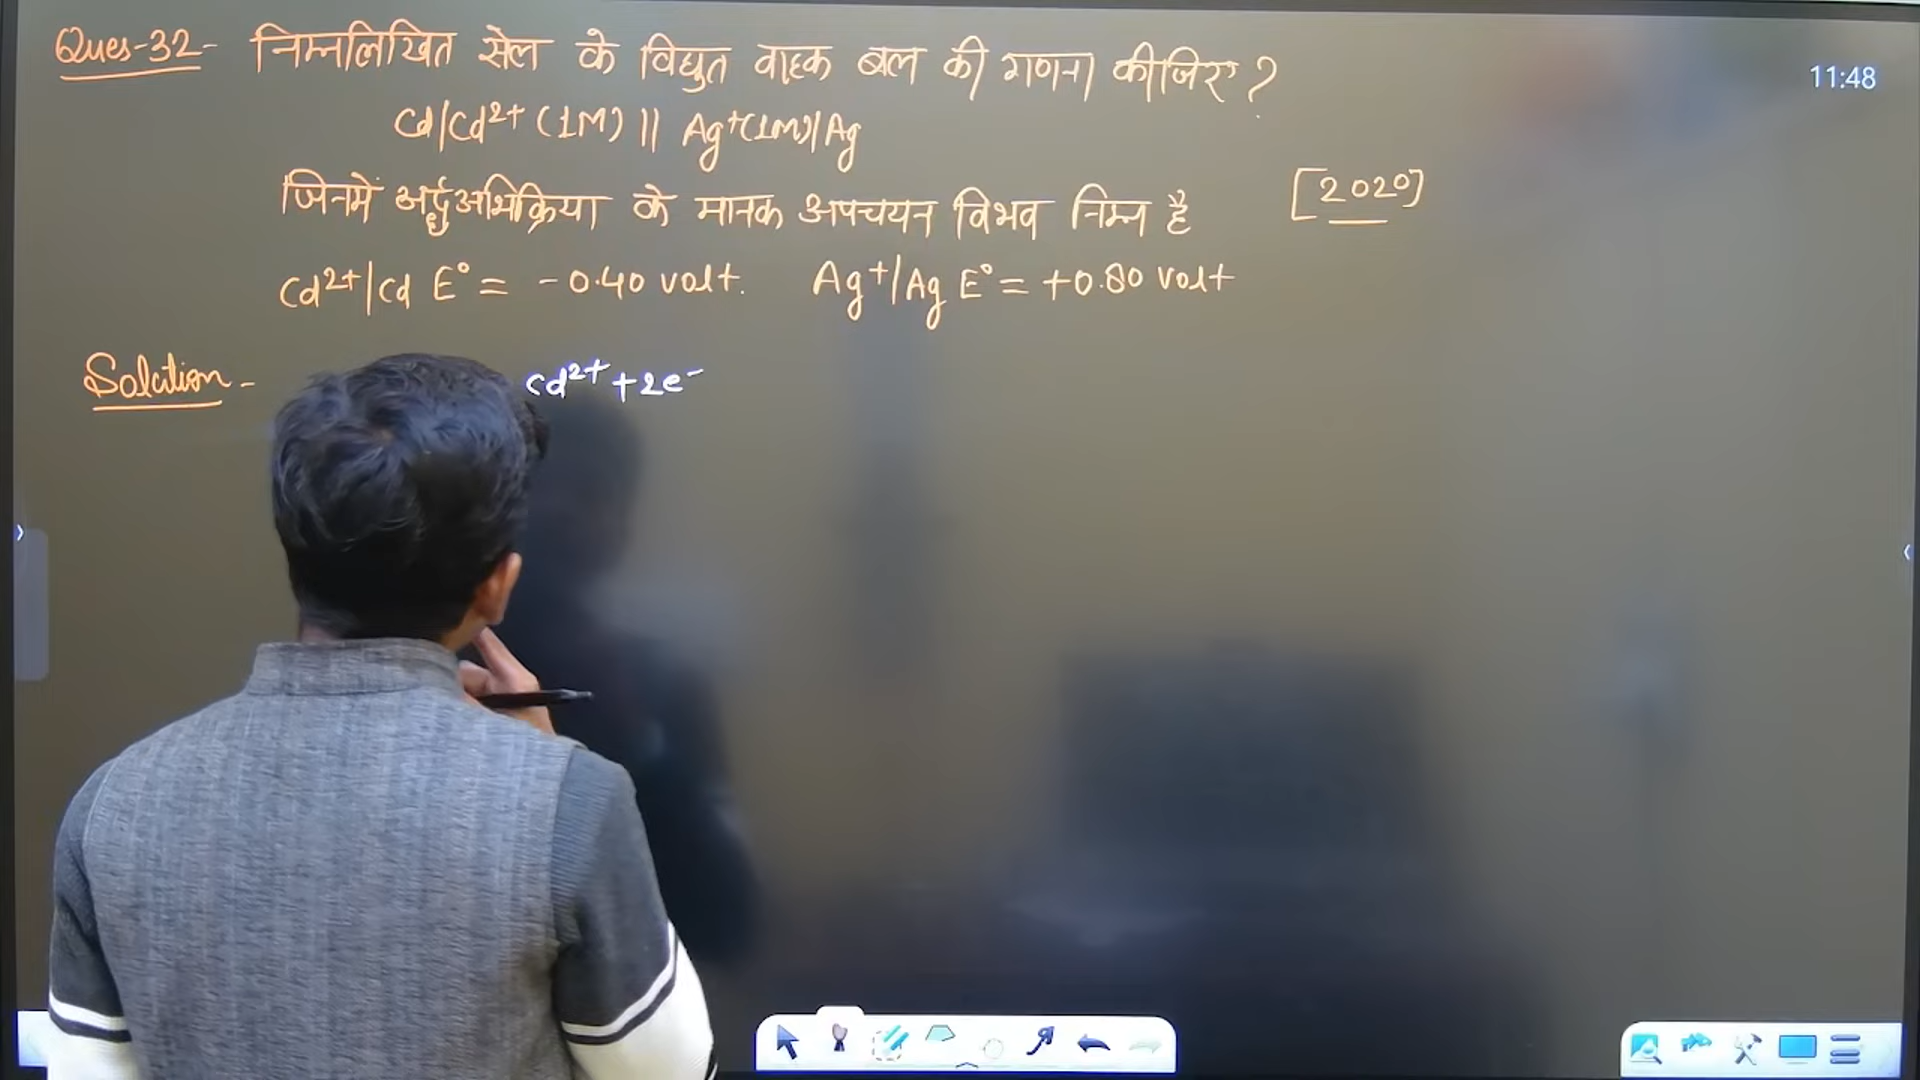 Ques-32- निम्नलिखित सेल के विद्युत वाहक बल की गणना कीजिए ?
11:48
Cd/Cd²⁺ (1M) || Ag⁺(1M)/Ag
जिनमें अर्द्धअभिक्रिया के मानक अपचयन विभव निम्न है [2020]
Cd²⁺/Cd E° = -0.40 volt. Ag⁺/Ag E° = +0.80 volt
Solution - Cd²⁺ + 2e⁻